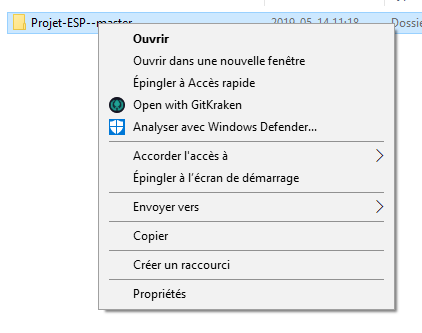 Projet-ESP--master 2019-05-14 11:18 Dossie
Ouvrir
Ouvrir dans une nouvelle fenêtre
Épingler à Accès rapide
Open with GitKraken
Analyser avec Windows Defender...
Accorder l'accès à
Épingler à l'écran de démarrage
Envoyer vers
Copier
Créer un raccourci
Propriétés